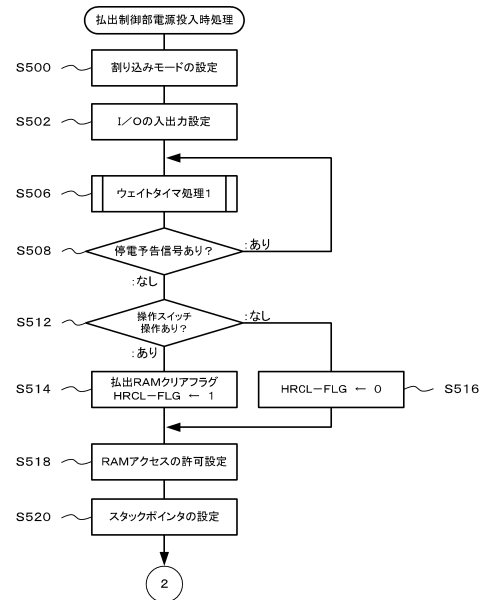 払出制御部電源投入時処理
S500
割り込みモードの設定
S502
I/Oの入出力設定
S506
ウェイトタイマ処理1
S508
停電予告信号あり?
:あり
:なし
S512
操作スイッチ
操作あり?
:なし
:あり
S514
払出RAMクリアフラグ
HRCL-FLG ← 1
HRCL-FLG ← 0
S516
S518
RAMアクセスの許可設定
S520
スタックポインタの設定
2